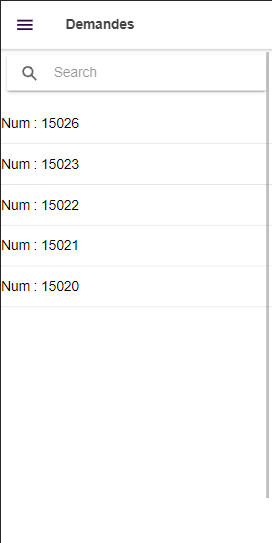 Demandes
Search
Num : 15026
Num : 15023
Num : 15022
Num : 15021
Num : 15020